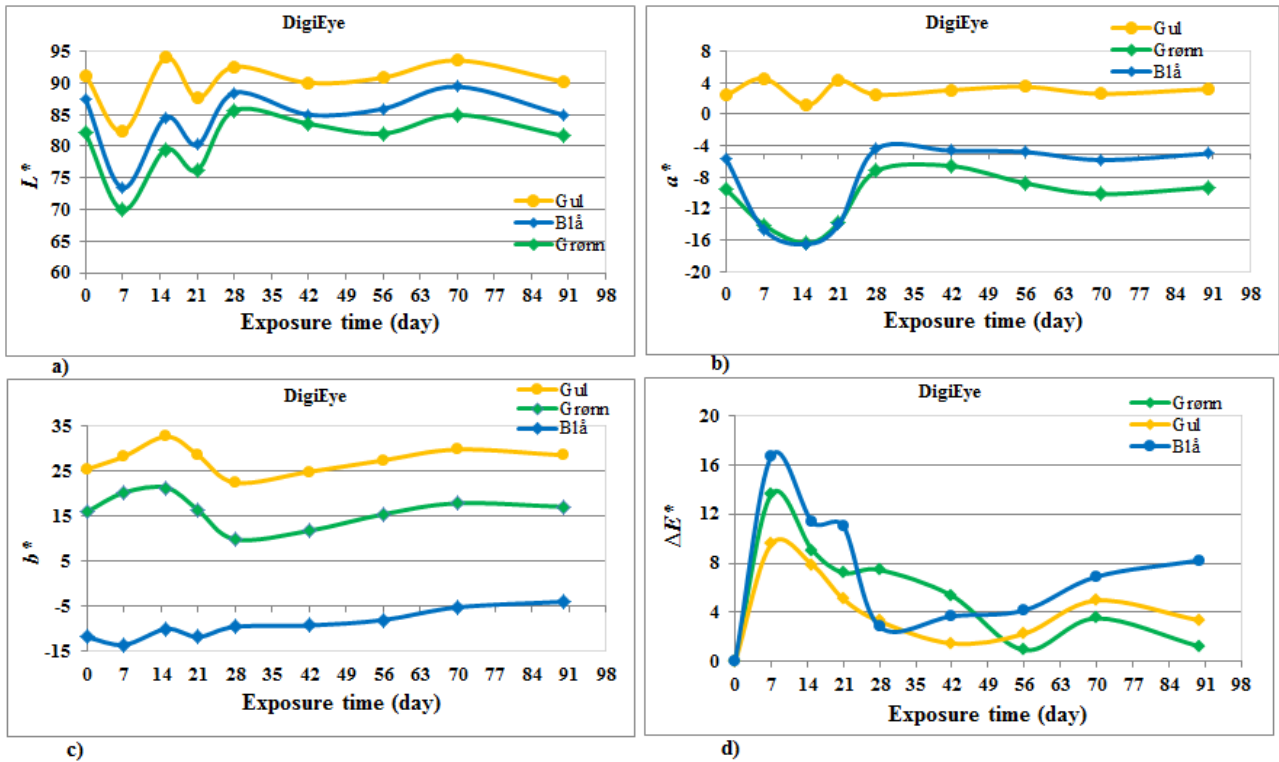 DigiEye
95
90
85
80
75
70
65
60
L*
Gul
Blå
Grønn
0 7 14 21 28 42 49 56 63 70 77 84 91 98
Exposure time (day)
a)
DigiEye
Gul
Grønn
Blå
8
4
0
-4
-8
-12
-16
-20
a*
0 7 14 21 28 42 49 56 63 70 77 84 91 98
Exposure time (day)
b)
DigiEye
Gul
Grønn
Blå
35
25
15
5
-5
-15
b*
0 7 14 21 28 42 49 56 63 70 77 84 91 98
Exposure time (day)
c)
DigiEye
Grønn
Gul
Blå
20
16
12
8
4
0
ΔE*
0 7 14 21 28 35 42 49 56 63 70 77 84 91 98
Exposure time (day)
d)